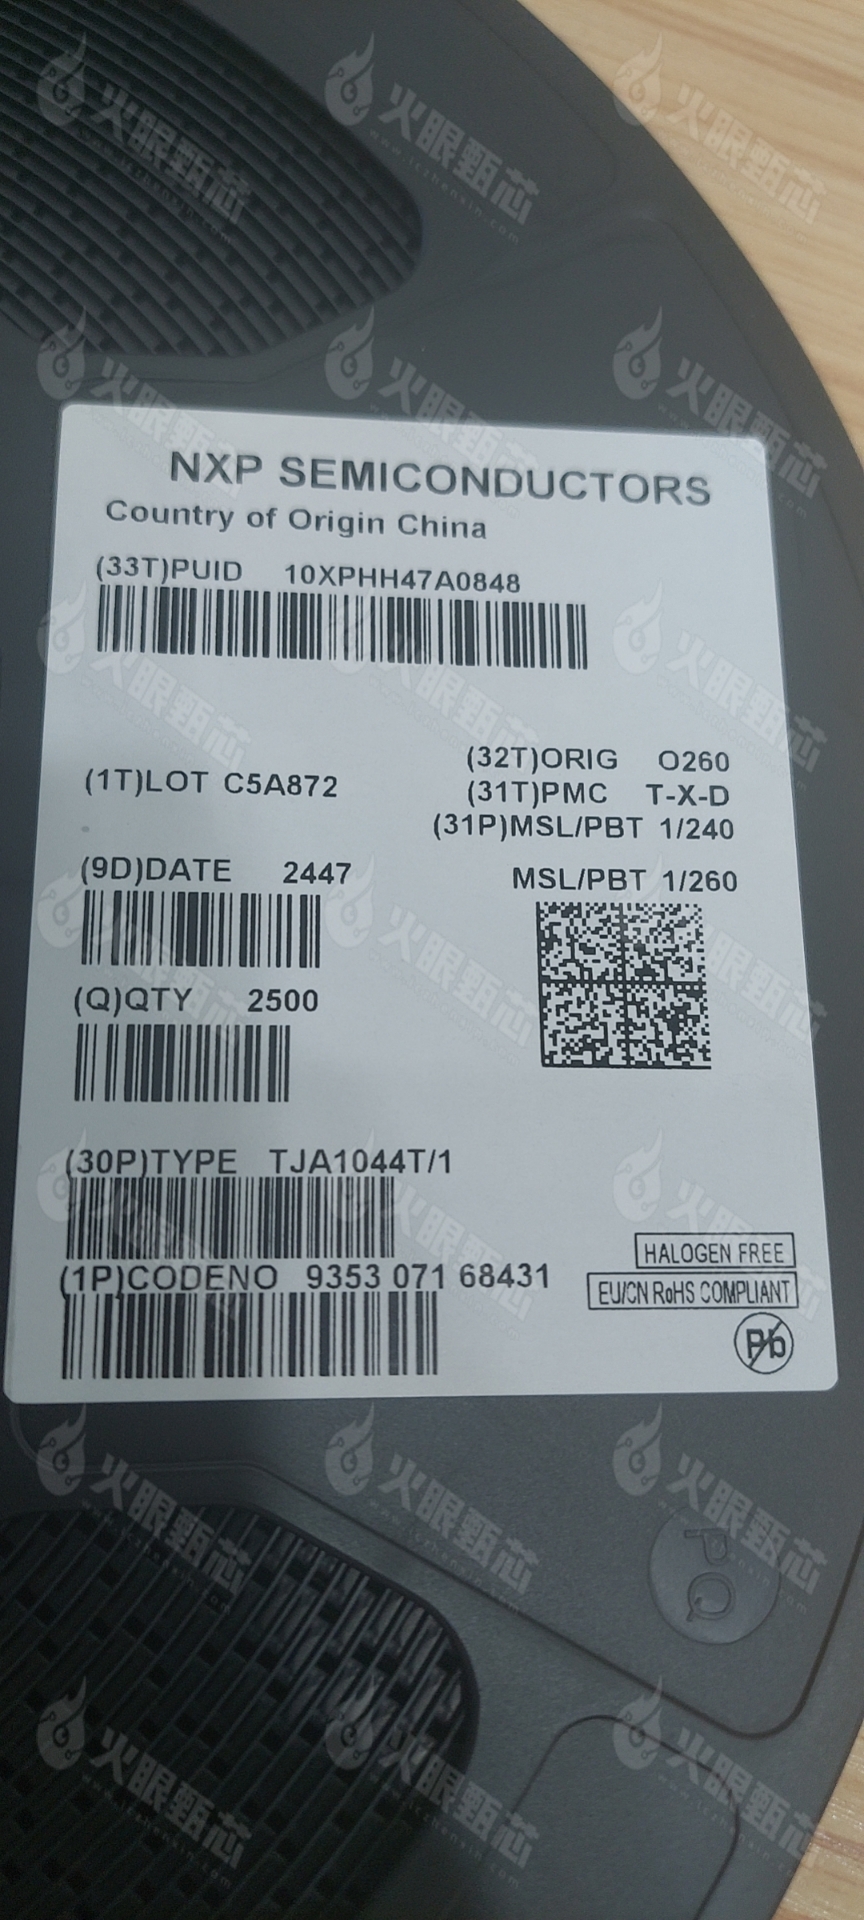 NXP SEMICONDUCTORS
Country of Origin China
(33T)PUID 10XPHH47A0848
(32T)ORIG O260
(1T)LOT C5A872
(31T)PMC T-X-D
(31P)MSL/PBT 1/240
(9D)DATE 2447
MSL/PBT 1/260
(Q)QTY 2500
(30P)TYPE TJA1044T/1
(1P)CODENO 9353 071 68431
HALOGEN FREE
EU/CN RoHS COMPLIANT
Pb
PQ
火眼甄芯